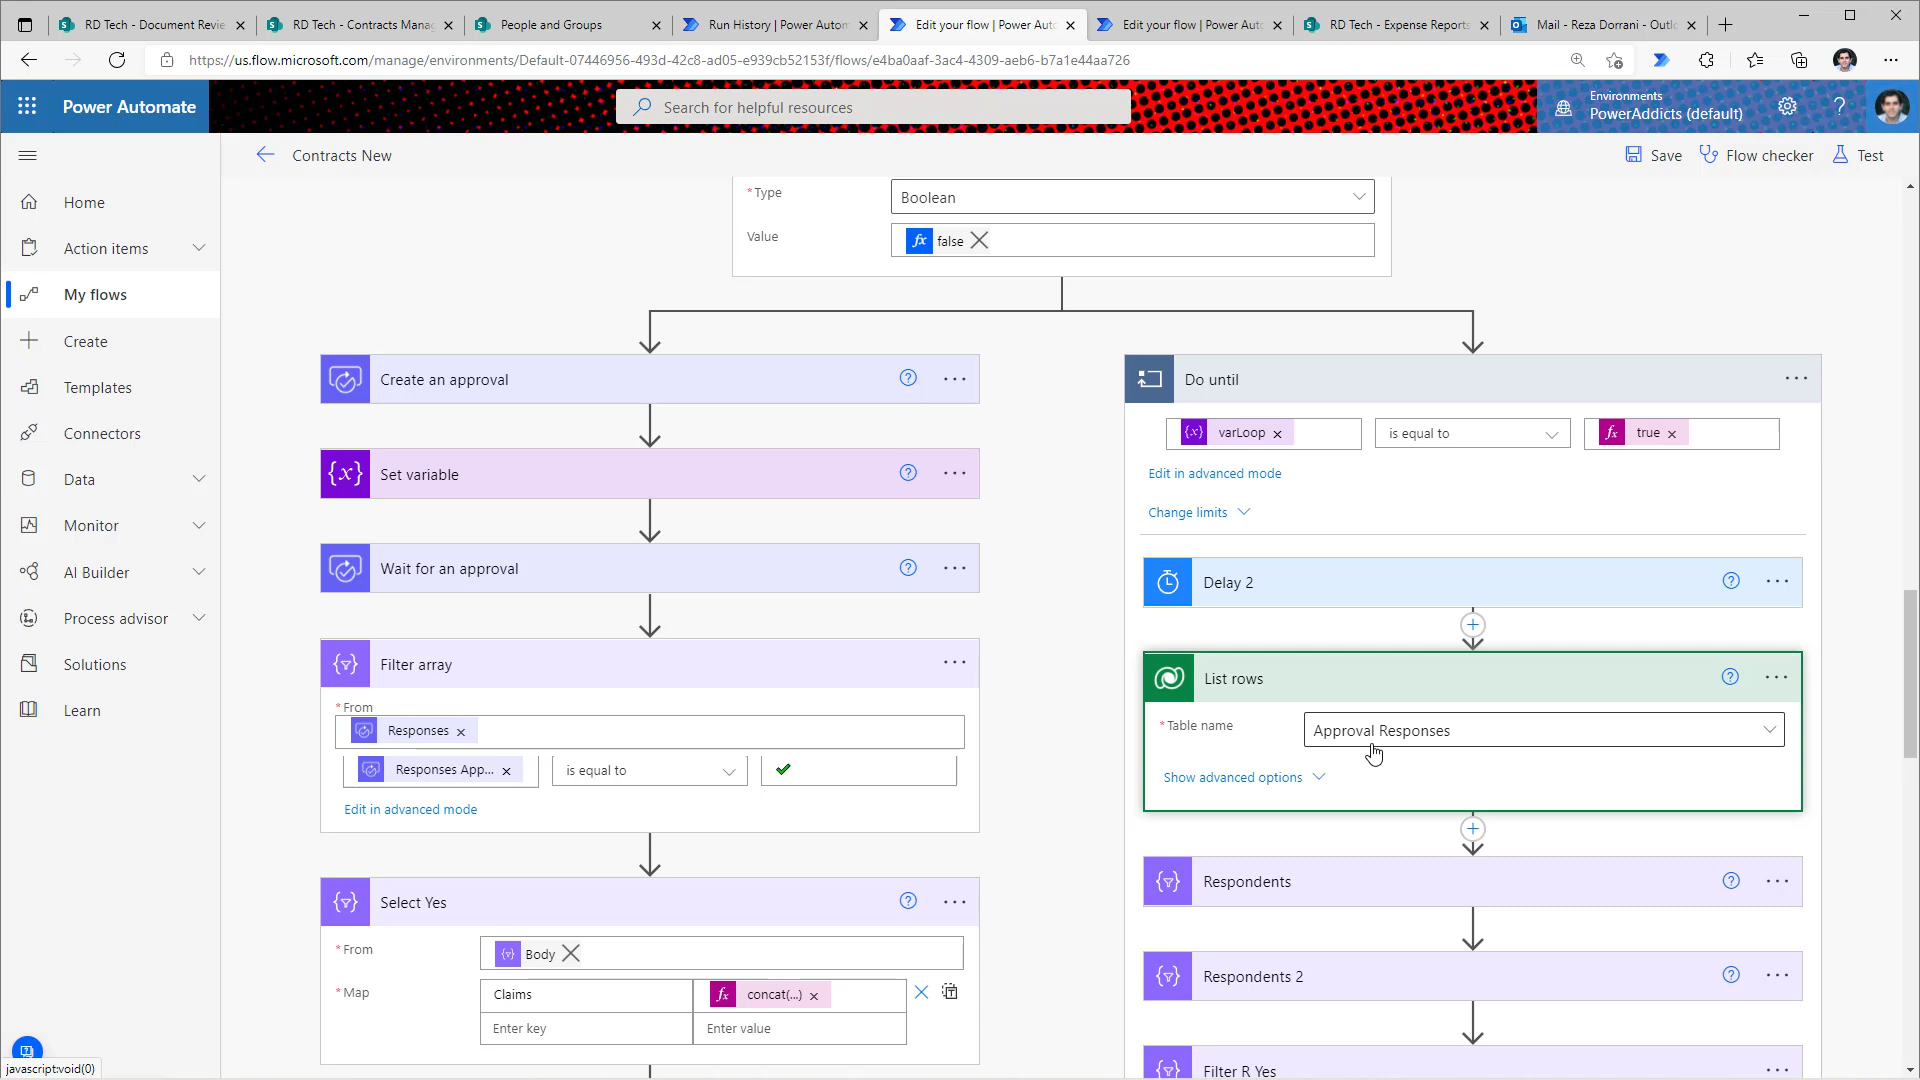 RD Tech - Document Revie
RD Tech - Contracts Manag
People and Groups
Run History | Power Autom
Edit your flow | Power Auto
Edit your flow | Power Auto
RD Tech - Expense Reports
Mail - Reza Dorrani - Outlo
https://us.flow.microsoft.com/manage/environments/Default-07446956-493d-42c8-ad05-e939cb52153f/flows/e4ba0aaf-3ac4-4309-aeb6-b7a1e44aa726
Power Automate
Search for helpful resources
Environments
PowerAddicts (default)
Contracts New
Save
Flow checker
Test
Home
Action items
My flows
Create
Templates
Connectors
Data
Monitor
AI Builder
Process advisor
Solutions
Learn
javascript:void(0)
* Type
Boolean
Value
fx false
Create an approval
{x} Set variable
Wait for an approval
Filter array
* From
Responses
Responses App...
is equal to
Edit in advanced mode
Select Yes
* From
Body
* Map
Claims
fx concat(...)
Enter key
Enter value
Do until
{x} varLoop
is equal to
fx true
Edit in advanced mode
Change limits
Delay 2
List rows
* Table name
Approval Responses
Show advanced options
Respondents
Respondents 2
Filter R Yes